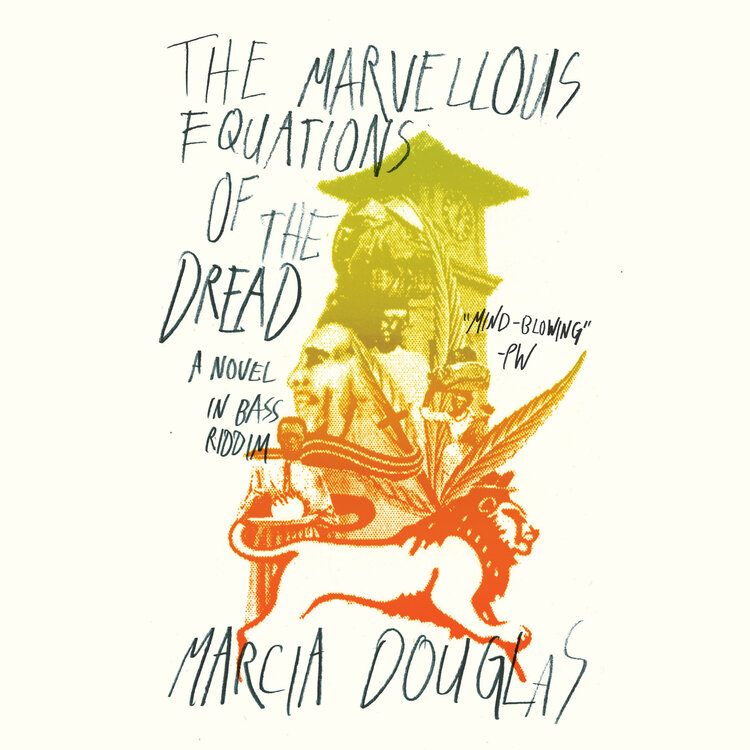 THE MARVELLOUS
EQUATIONS
OF THE
DREAD
A NOVEL
IN BASS
RIDDIM
"MIND-BLOWING"
-PW
MARCIA DOUGLAS